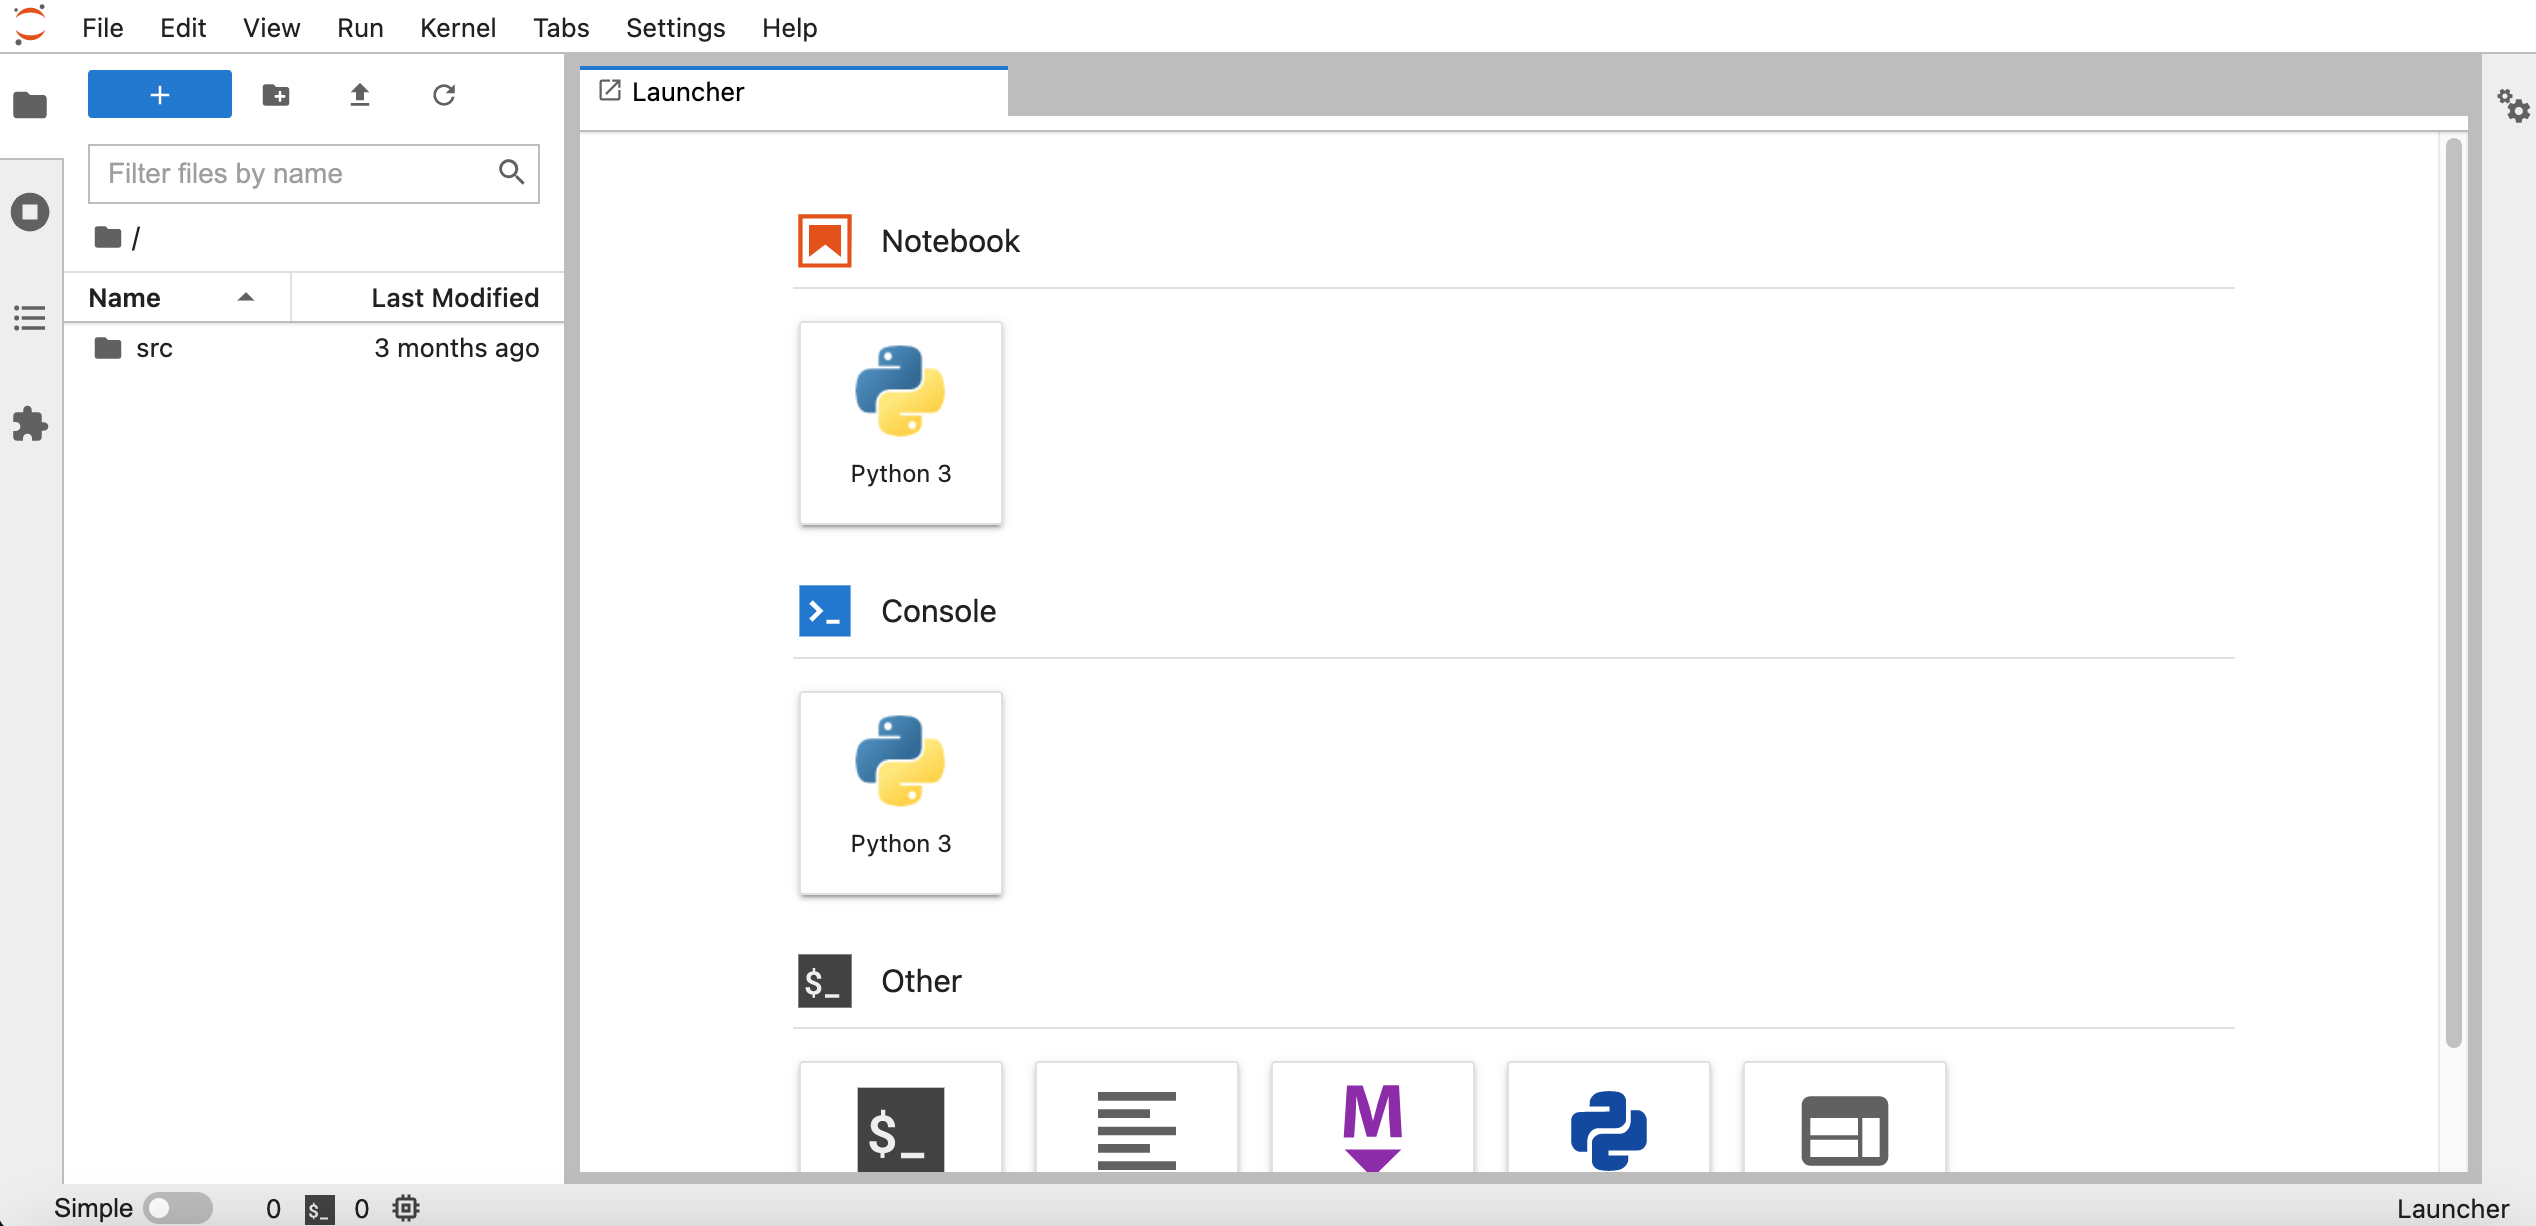 File Edit View Run Kernel Tabs Settings Help
+
Filter files by name
/
Name Last Modified
src 3 months ago
Launcher
Notebook
Python 3
>_ Console
Python 3
$_ Other
$_ M
Simple 0 $_ 0 Launcher